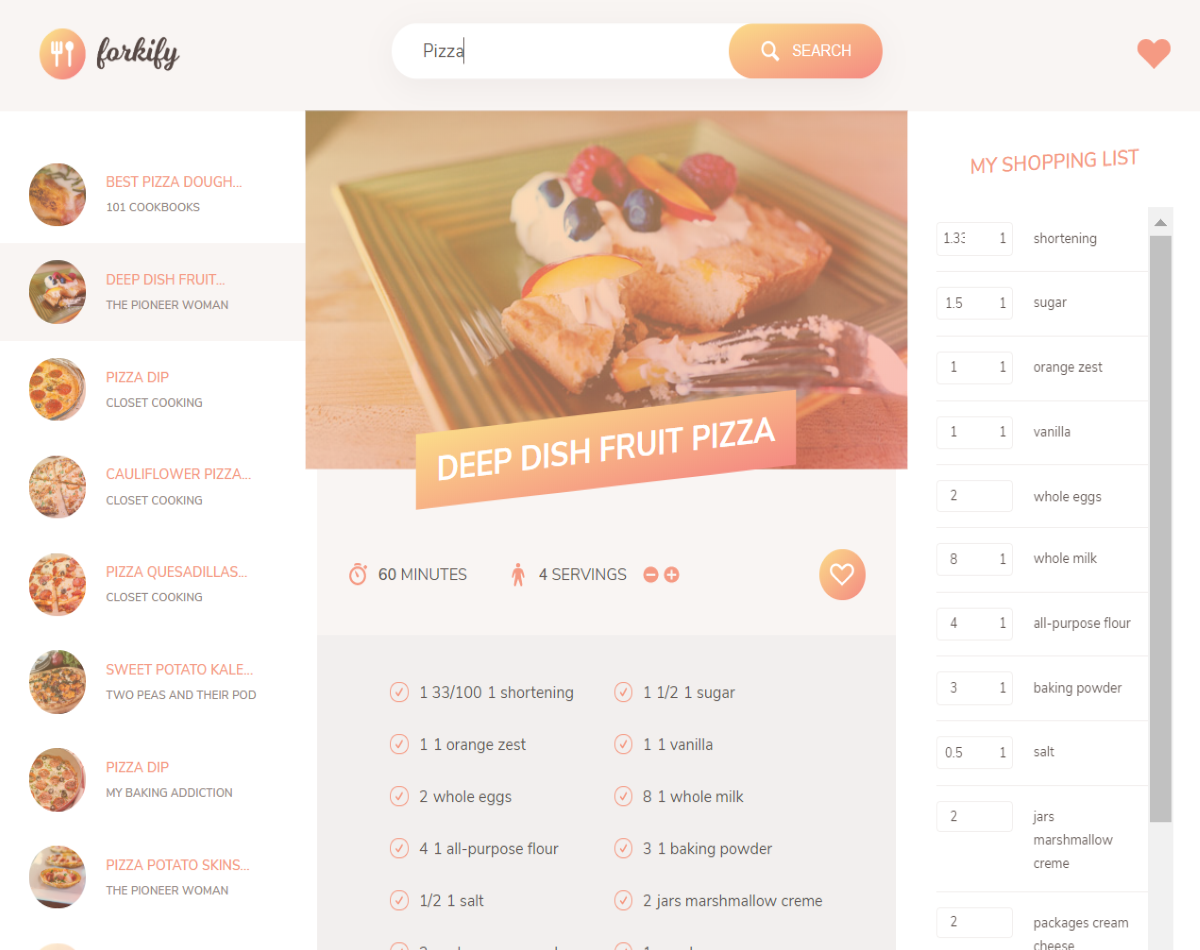 forkify
Pizza
SEARCH
BEST PIZZA DOUGH...
101 COOKBOOKS
DEEP DISH FRUIT...
THE PIONEER WOMAN
PIZZA DIP
CLOSET COOKING
CAULIFLOWER PIZZA...
CLOSET COOKING
PIZZA QUESADILLAS...
CLOSET COOKING
SWEET POTATO KALE...
TWO PEAS AND THEIR POD
PIZZA DIP
MY BAKING ADDICTION
PIZZA POTATO SKINS...
THE PIONEER WOMAN
DEEP DISH FRUIT PIZZA
60 MINUTES
4 SERVINGS
1 33/100 1 shortening
1 1/2 1 sugar
1 1 orange zest
1 1 vanilla
2 whole eggs
8 1 whole milk
4 1 all-purpose flour
3 1 baking powder
1/2 1 salt
2 jars marshmallow creme
MY SHOPPING LIST
1.33 1 shortening
1.5 1 sugar
1 1 orange zest
1 1 vanilla
2 whole eggs
8 1 whole milk
4 1 all-purpose flour
3 1 baking powder
0.5 1 salt
2 jars
marshmallow
creme
2 packages cream
cheese